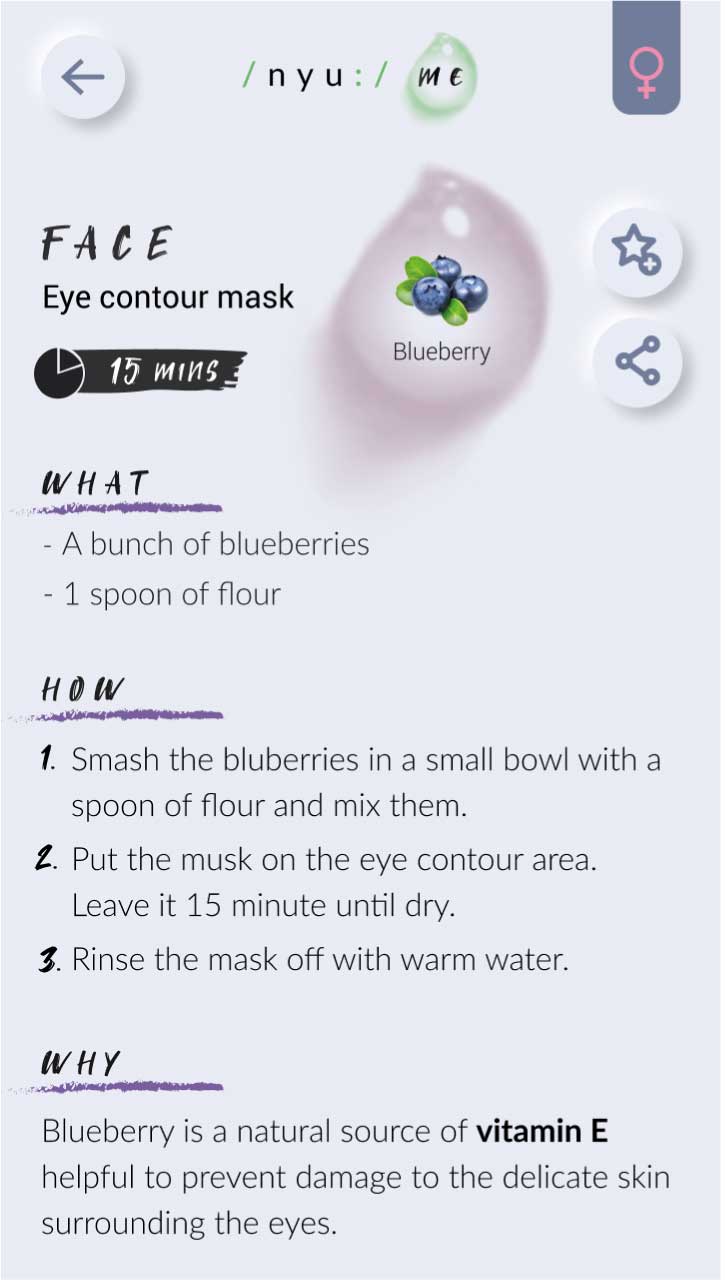 / n y u : / M E
FACE
Eye contour mask
15 mins
Blueberry
WHAT
- A bunch of blueberries
- 1 spoon of flour
HOW
1. Smash the bluberries in a small bowl with a
spoon of flour and mix them.
2. Put the musk on the eye contour area.
Leave it 15 minute until dry.
3. Rinse the mask off with warm water.
WHY
Blueberry is a natural source of vitamin E
helpful to prevent damage to the delicate skin
surrounding the eyes.